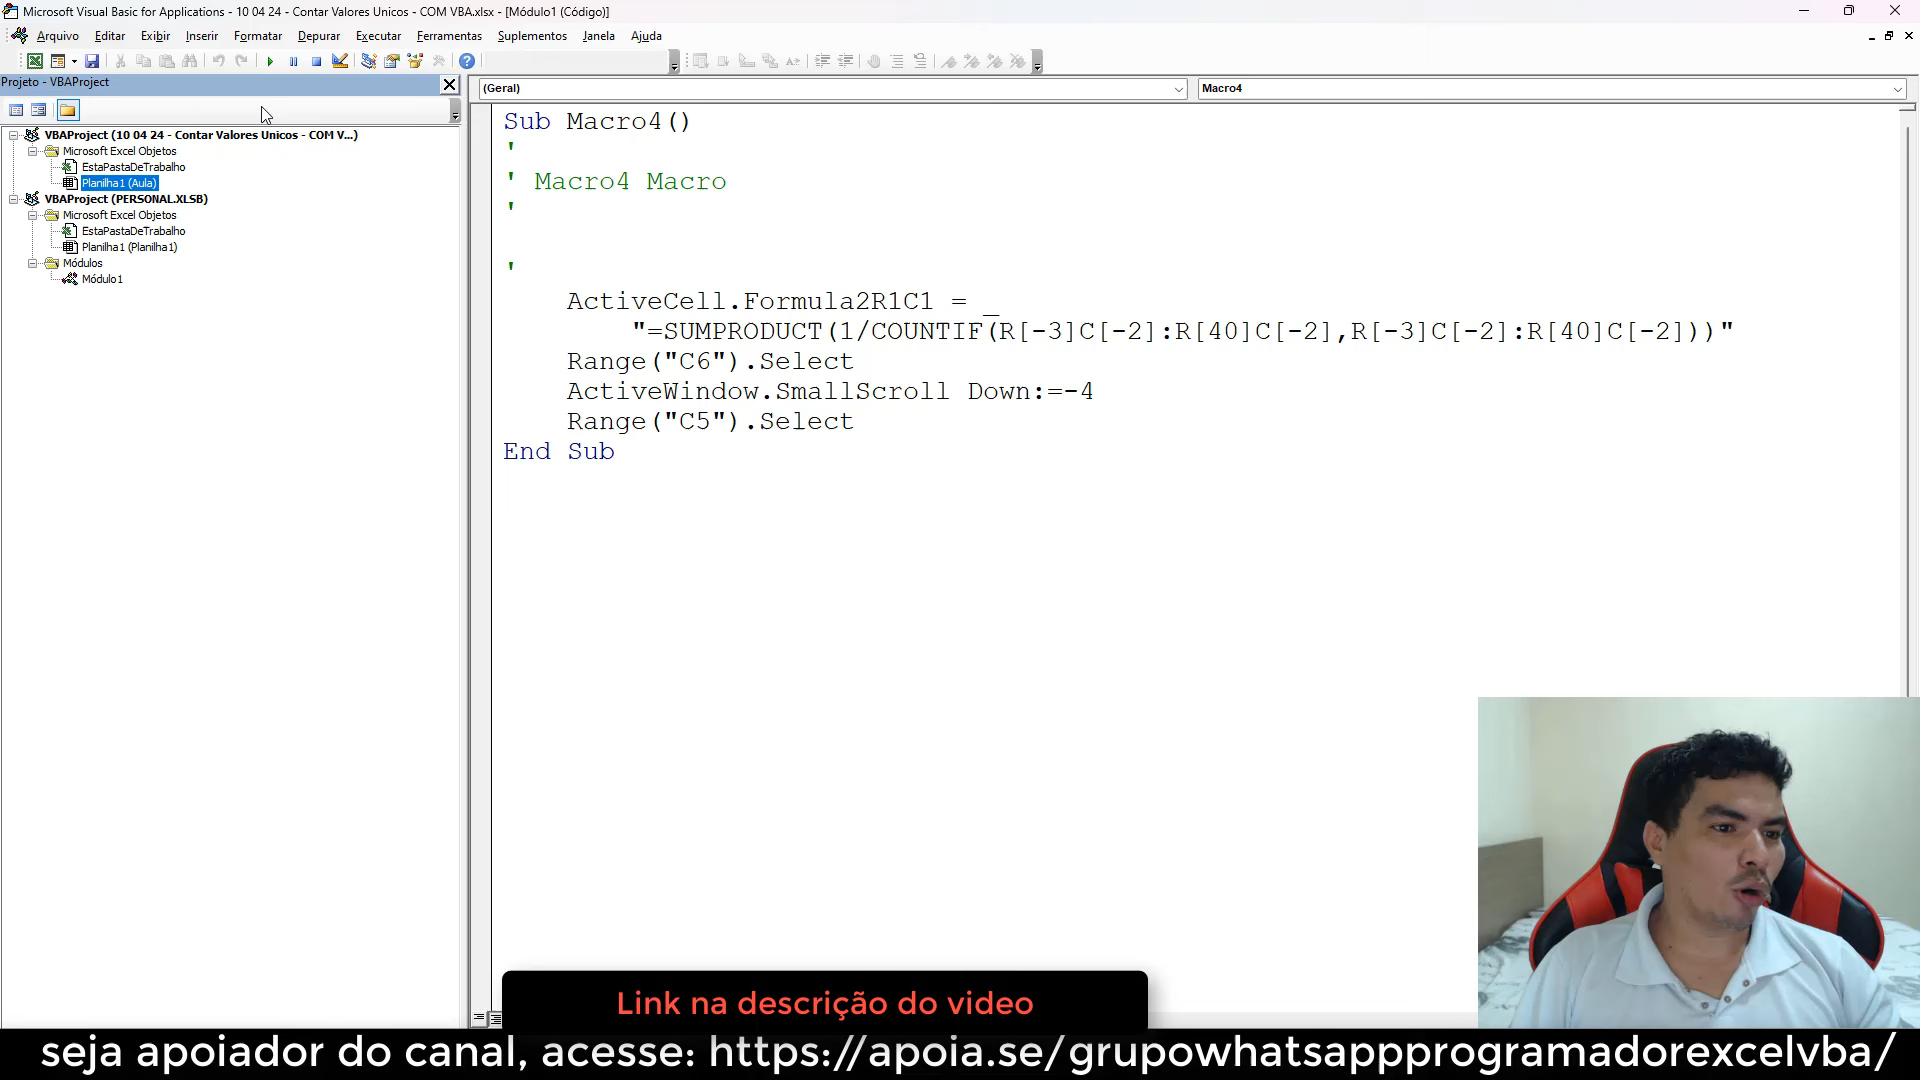 Microsoft Visual Basic for Applications - 10 04 24 - Contar Valores Unicos - COM VBA.xlsx - [Módulo1 (Código)]
Arquivo Editar Exibir Inserir Formatar Depurar Executar Ferramentas Suplementos Janela Ajuda
Projeto - VBAProject
(Geral)
Macro4
VBAProject (10 04 24 - Contar Valores Unicos - COM V...)
Microsoft Excel Objetos
EstaPastaDeTrabalho
Planilha1 (Aula)
VBAProject (PERSONAL.XLSB)
Microsoft Excel Objetos
EstaPastaDeTrabalho
Planilha1 (Planilha1)
Módulos
Módulo1
Sub Macro4()
'
' Macro4 Macro
'
'
ActiveCell.Formula2R1C1 = _
"=SUMPRODUCT(1/COUNTIF(R[-3]C[-2]:R[40]C[-2],R[-3]C[-2]:R[40]C[-2]))"
Range("C6").Select
ActiveWindow.SmallScroll Down:=-4
Range("C5").Select
End Sub
Link na descrição do video
seja apoiador do canal, acesse: https://apoia.se/grupowhatsappprogramadorexcelvba/